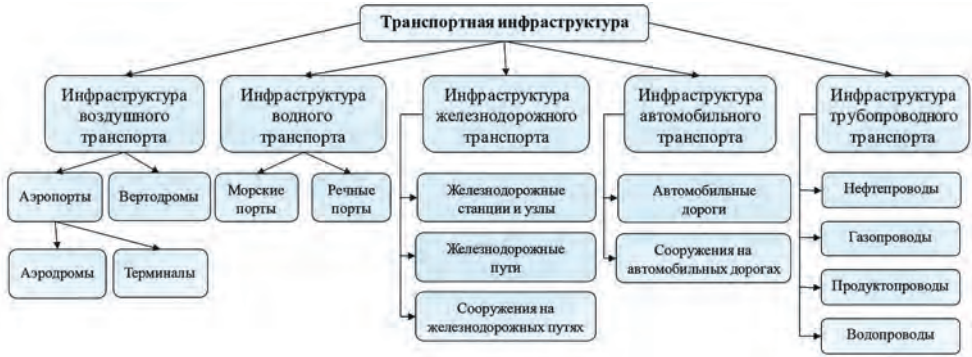 Транспортная инфраструктура
Инфраструктура
воздушного
транспорта
Инфраструктура
водного
транспорта
Инфраструктура
железнодорожного
транспорта
Инфраструктура
автомобильного
транспорта
Инфраструктура
трубопроводного
транспорта
Аэропорты
Вертодромы
Аэродромы
Терминалы
Морские
порты
Речные
порты
Железнодорожные
станции и узлы
Железнодорожные
пути
Сооружения на
железнодорожных путях
Автомобильные
дороги
Сооружения на
автомобильных дорогах
Нефтепроводы
Газопроводы
Продуктопроводы
Водопроводы